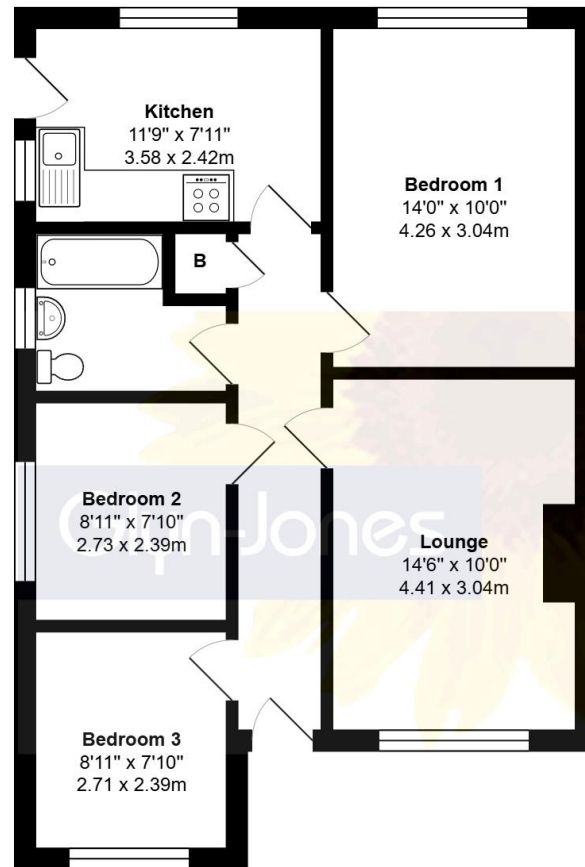 Kitchen
11'9" x 7'11"
3.58 x 2.42m
Bedroom 1
14'0" x 10'0"
4.26 x 3.04m
B
Bedroom 2
8'11" x 7'10"
2.73 x 2.39m
Glyn-Jones
Lounge
14'6" x 10'0"
4.41 x 3.04m
Bedroom 3
8'11" x 7'10"
2.71 x 2.39m